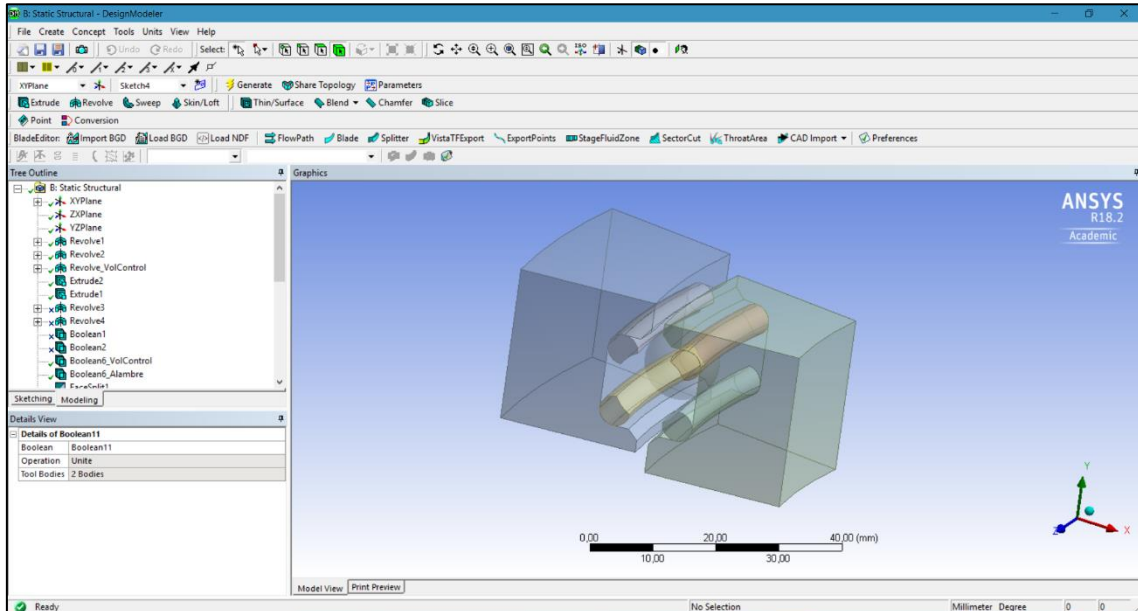 B: Static Structural - DesignModeler
File Create Concept Tools Units View Help
Undo Redo Select:
XYPlane Sketch4 Generate Share Topology Parameters
Extrude Revolve Sweep Skin/Loft Thin/Surface Blend Chamfer Slice
Point Conversion
BladeEditor: Import BGD Load BGD Load NDF FlowPath Blade Splitter VistaTFExport ExportPoints StageFluidZone SectorCut ThroatArea CAD Import Preferences
Tree Outline
B: Static Structural
XYPlane
ZXPlane
YZPlane
Revolve1
Revolve2
Revolve_VolControl
Extrude2
Extrude1
Revolve3
Revolve4
Boolean1
Boolean2
Boolean6_VolControl
Boolean6_Alambre
FaceSplit1
Sketching Modeling
Details View
Details of Boolean11
Boolean Boolean11
Operation Unite
Tool Bodies 2 Bodies
Graphics
ANSYS
R18.2
Academic
Y
Z X
0,00 20,00 40,00 (mm)
10,00 30,00
Model View Print Preview
Ready No Selection Millimeter Degree 0 0